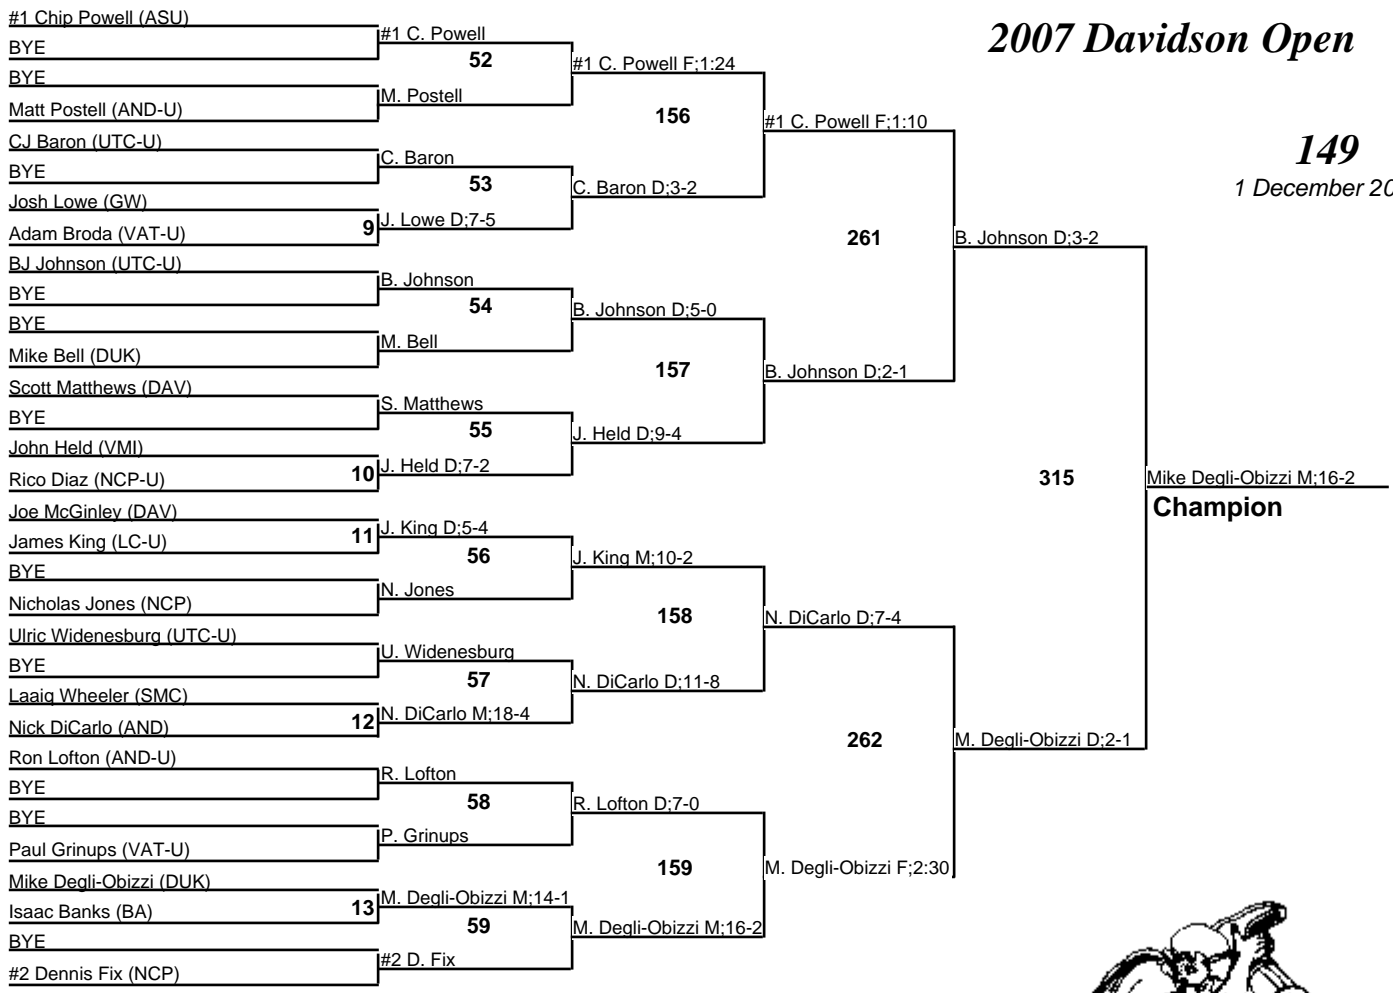 2007 Davidson Open
149
1 December 20
#1 Chip Powell (ASU)
BYE
BYE
Matt Postell (AND-U)
CJ Baron (UTC-U)
BYE
Josh Lowe (GW)
Adam Broda (VAT-U)
9
BJ Johnson (UTC-U)
BYE
BYE
Mike Bell (DUK)
Scott Matthews (DAV)
BYE
John Held (VMI)
Rico Diaz (NCP-U)
10
Joe McGinley (DAV)
James King (LC-U)
11
BYE
Nicholas Jones (NCP)
Ulric Widenesburg (UTC-U)
BYE
Laaiq Wheeler (SMC)
Nick DiCarlo (AND)
12
Ron Lofton (AND-U)
BYE
BYE
Paul Grinups (VAT-U)
Mike Degli-Obizzi (DUK)
Isaac Banks (BA)
13
BYE
#2 Dennis Fix (NCP)
#1 C. Powell
52
M. Postell
C. Baron
53
J. Lowe D;7-5
B. Johnson
54
M. Bell
S. Matthews
55
J. Held D;7-2
J. King D;5-4
56
N. Jones
U. Widenesburg
57
N. DiCarlo M;18-4
R. Lofton
58
P. Grinups
M. Degli-Obizzi M;14-1
59
#2 D. Fix
#1 C. Powell F;1:24
156
C. Baron D;3-2
B. Johnson D;5-0
157
J. Held D;9-4
J. King M;10-2
158
N. DiCarlo D;11-8
R. Lofton D;7-0
159
M. Degli-Obizzi M;16-2
#1 C. Powell F;1:10
261
B. Johnson D;2-1
N. DiCarlo D;7-4
262
M. Degli-Obizzi F;2:30
B. Johnson D;3-2
315
M. Degli-Obizzi D;2-1
Mike Degli-Obizzi M;16-2
Champion